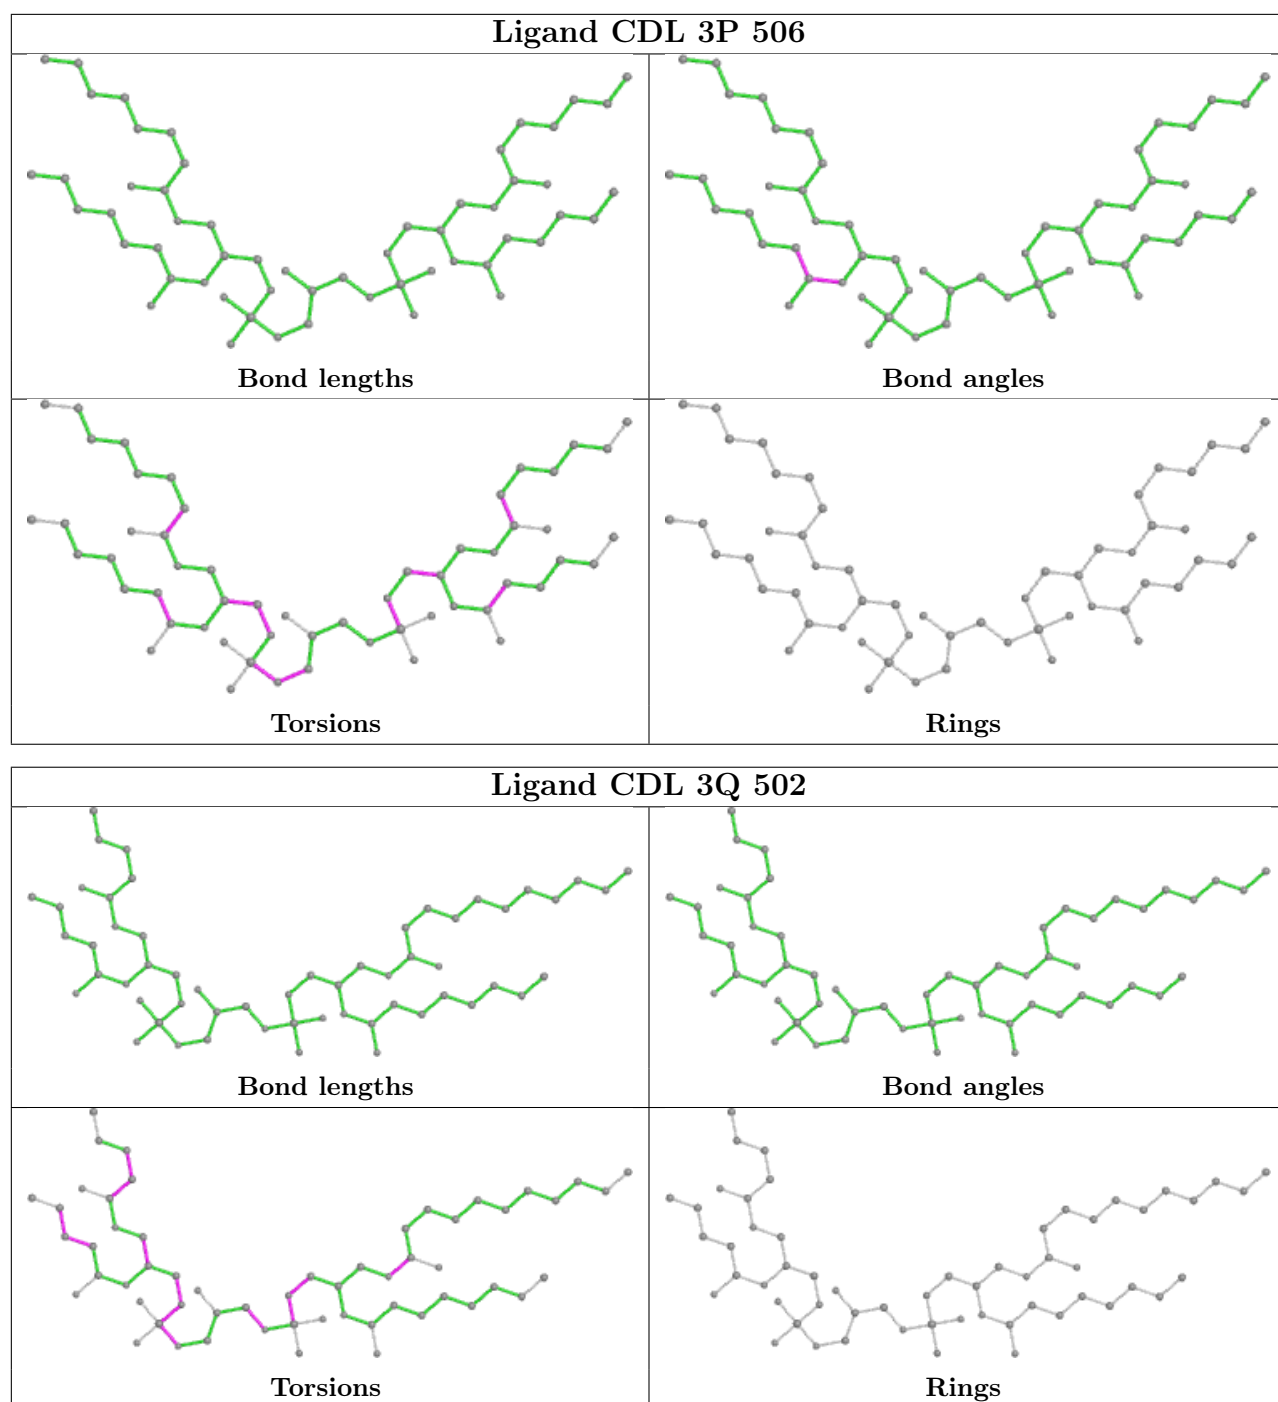 Ligand CDL 3P 506
Bond lengths
Bond angles
Torsions
Rings
Ligand CDL 3Q 502
Bond lengths
Bond angles
Torsions
Rings